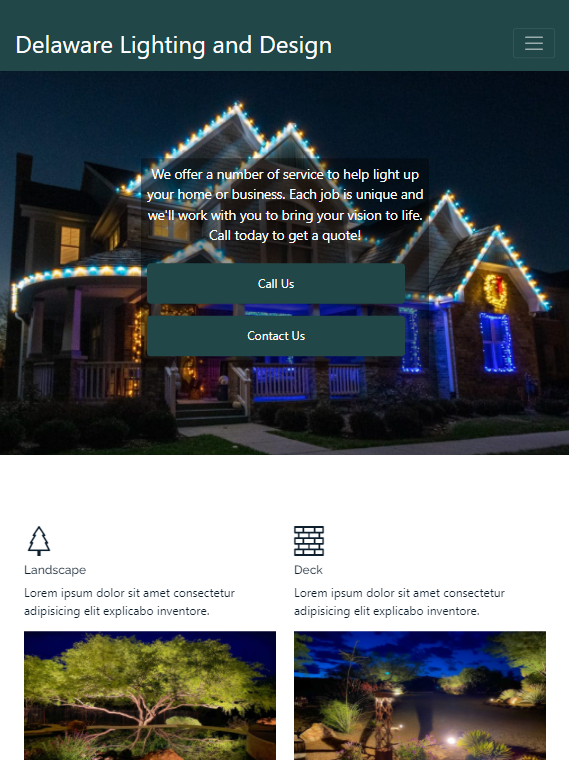 Delaware Lighting and Design
We offer a number of service to help light up
your home or business. Each job is unique and
we'll work with you to bring your vision to life.
Call today to get a quote!
Call Us
Contact Us
Landscape
Lorem ipsum dolor sit amet consectetur
adipisicing elit explicabo inventore.
Deck
Lorem ipsum dolor sit amet consectetur
adipisicing elit explicabo inventore.